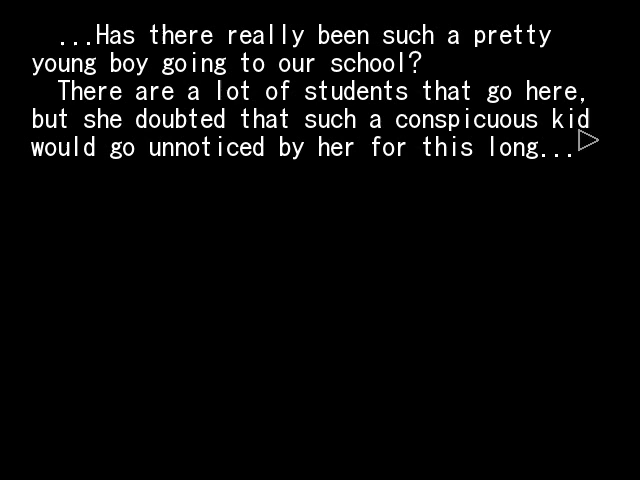 ...Has there really been such a pretty
young boy going to our school?
There are a lot of students that go here,
but she doubted that such a conspicuous kid
would go unnoticed by her for this long...